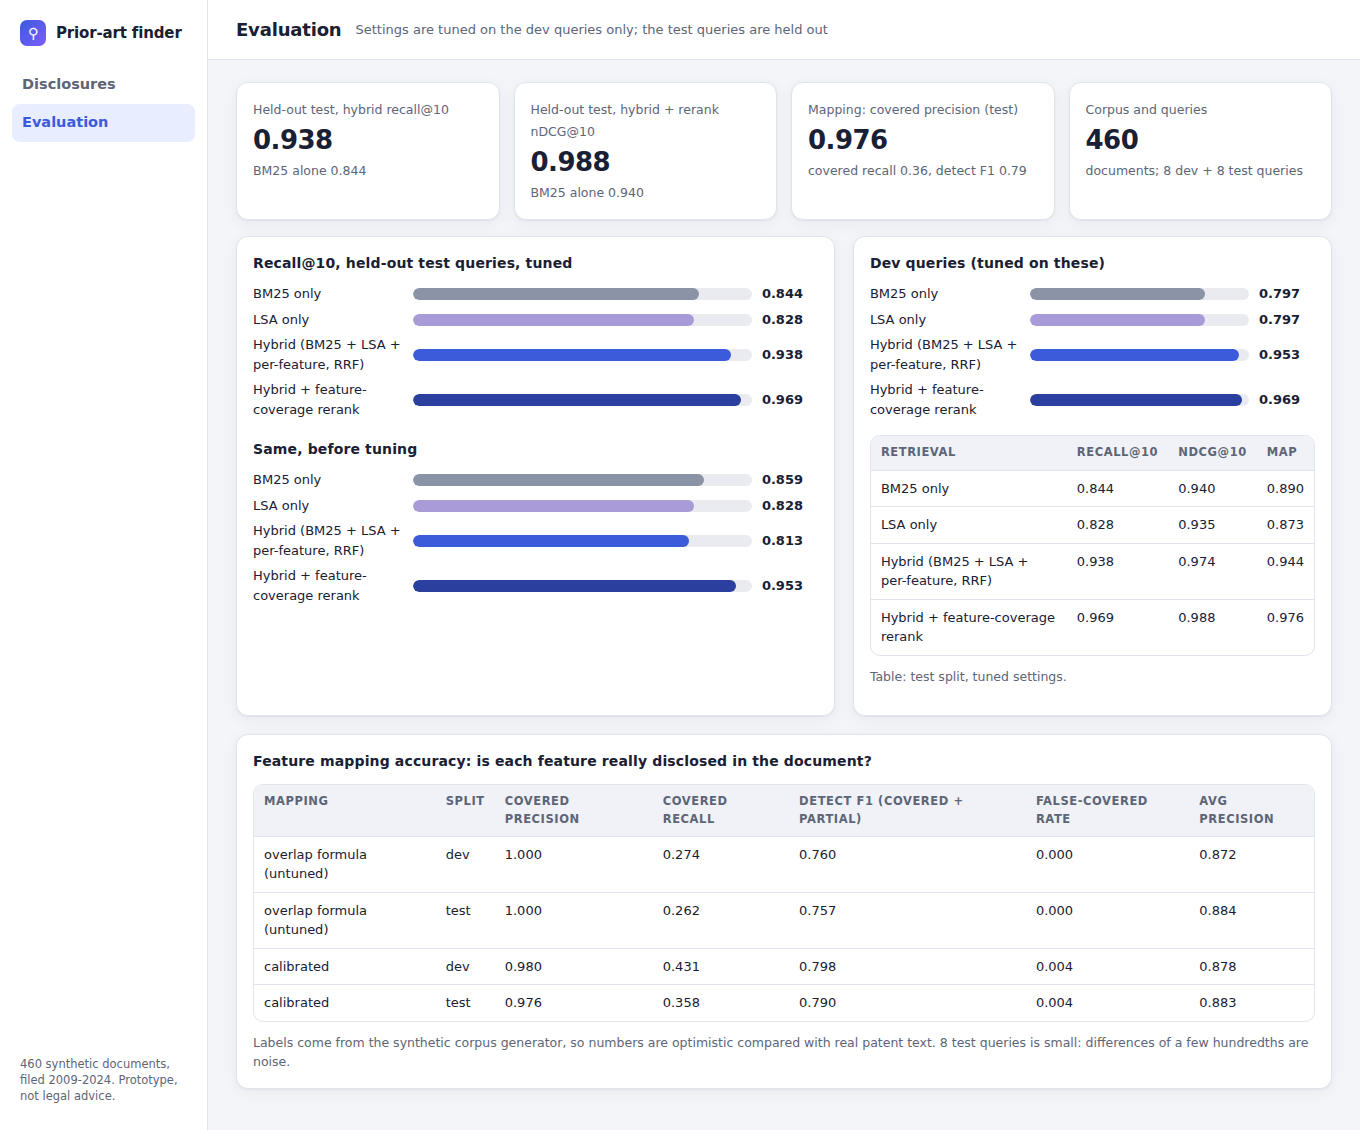 Prior-art finder
Disclosures
Evaluation
460 synthetic documents,
filed 2009-2024. Prototype,
not legal advice.
Evaluation Settings are tuned on the dev queries only; the test queries are held out
Held-out test, hybrid recall@10
0.938
BM25 alone 0.844
Held-out test, hybrid + rerank
nDCG@10
0.988
BM25 alone 0.940
Mapping: covered precision (test)
0.976
covered recall 0.36, detect F1 0.79
Corpus and queries
460
documents; 8 dev + 8 test queries
Recall@10, held-out test queries, tuned
BM25 only 0.844
LSA only 0.828
Hybrid (BM25 + LSA +
per-feature, RRF) 0.938
Hybrid + feature-
coverage rerank 0.969
Same, before tuning
BM25 only 0.859
LSA only 0.828
Hybrid (BM25 + LSA +
per-feature, RRF) 0.813
Hybrid + feature-
coverage rerank 0.953
Dev queries (tuned on these)
BM25 only 0.797
LSA only 0.797
Hybrid (BM25 + LSA +
per-feature, RRF) 0.953
Hybrid + feature-
coverage rerank 0.969
RETRIEVAL RECALL@10 NDCG@10 MAP
BM25 only 0.844 0.940 0.890
LSA only 0.828 0.935 0.873
Hybrid (BM25 + LSA + 0.938 0.974 0.944
per-feature, RRF)
Hybrid + feature-coverage 0.969 0.988 0.976
rerank
Table: test split, tuned settings.
Feature mapping accuracy: is each feature really disclosed in the document?
MAPPING SPLIT COVERED COVERED DETECT F1 (COVERED + FALSE-COVERED AVG
PRECISION RECALL PARTIAL) RATE PRECISION
overlap formula dev 1.000 0.274 0.760 0.000 0.872
(untuned)
overlap formula test 1.000 0.262 0.757 0.000 0.884
(untuned)
calibrated dev 0.980 0.431 0.798 0.004 0.878
calibrated test 0.976 0.358 0.790 0.004 0.883
Labels come from the synthetic corpus generator, so numbers are optimistic compared with real patent text. 8 test queries is small: differences of a few hundredths are
noise.